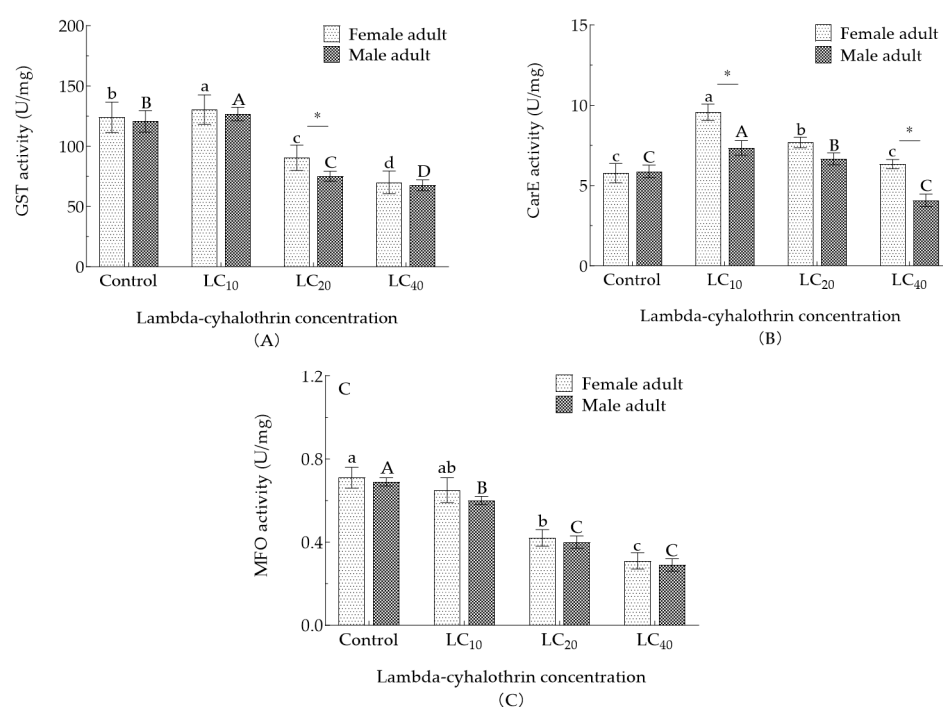 200
150
100
50
0
GST activity (U/mg)
Female adult
Male adult
b
B
a
A
c
*
C
d
D
Control
LC10
LC20
LC40
Lambda-cyhalothrin concentration
(A)
15
10
5
0
CarE activity (U/mg)
Female adult
Male adult
c
C
a
*
A
b
B
c
*
C
Control
LC10
LC20
LC40
Lambda-cyhalothrin concentration
(B)
1.2
0.8
0.4
0.0
MFO activity (U/mg)
C
Female adult
Male adult
a
A
ab
B
b
C
c
C
Control
LC10
LC20
LC40
Lambda-cyhalothrin concentration
(C)